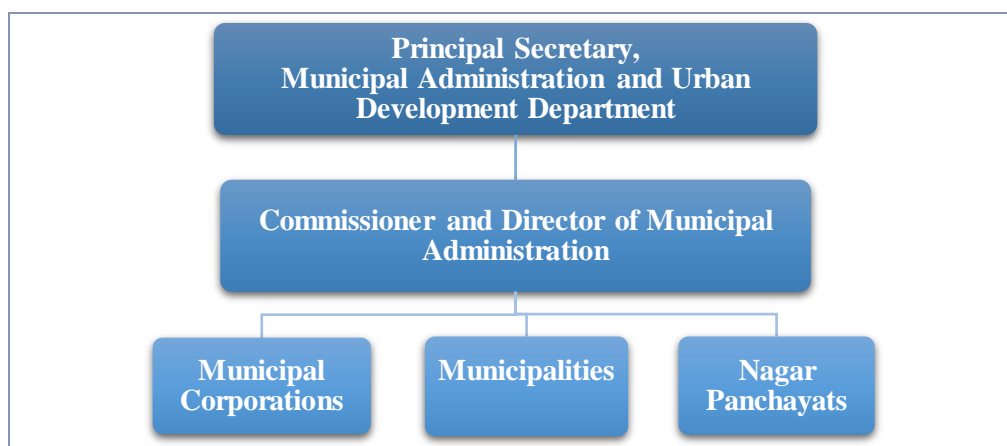 Principal Secretary,
Municipal Administration and Urban
Development Department
Commissioner and Director of Municipal
Administration
Municipal
Corporations
Municipalities
Nagar
Panchayats